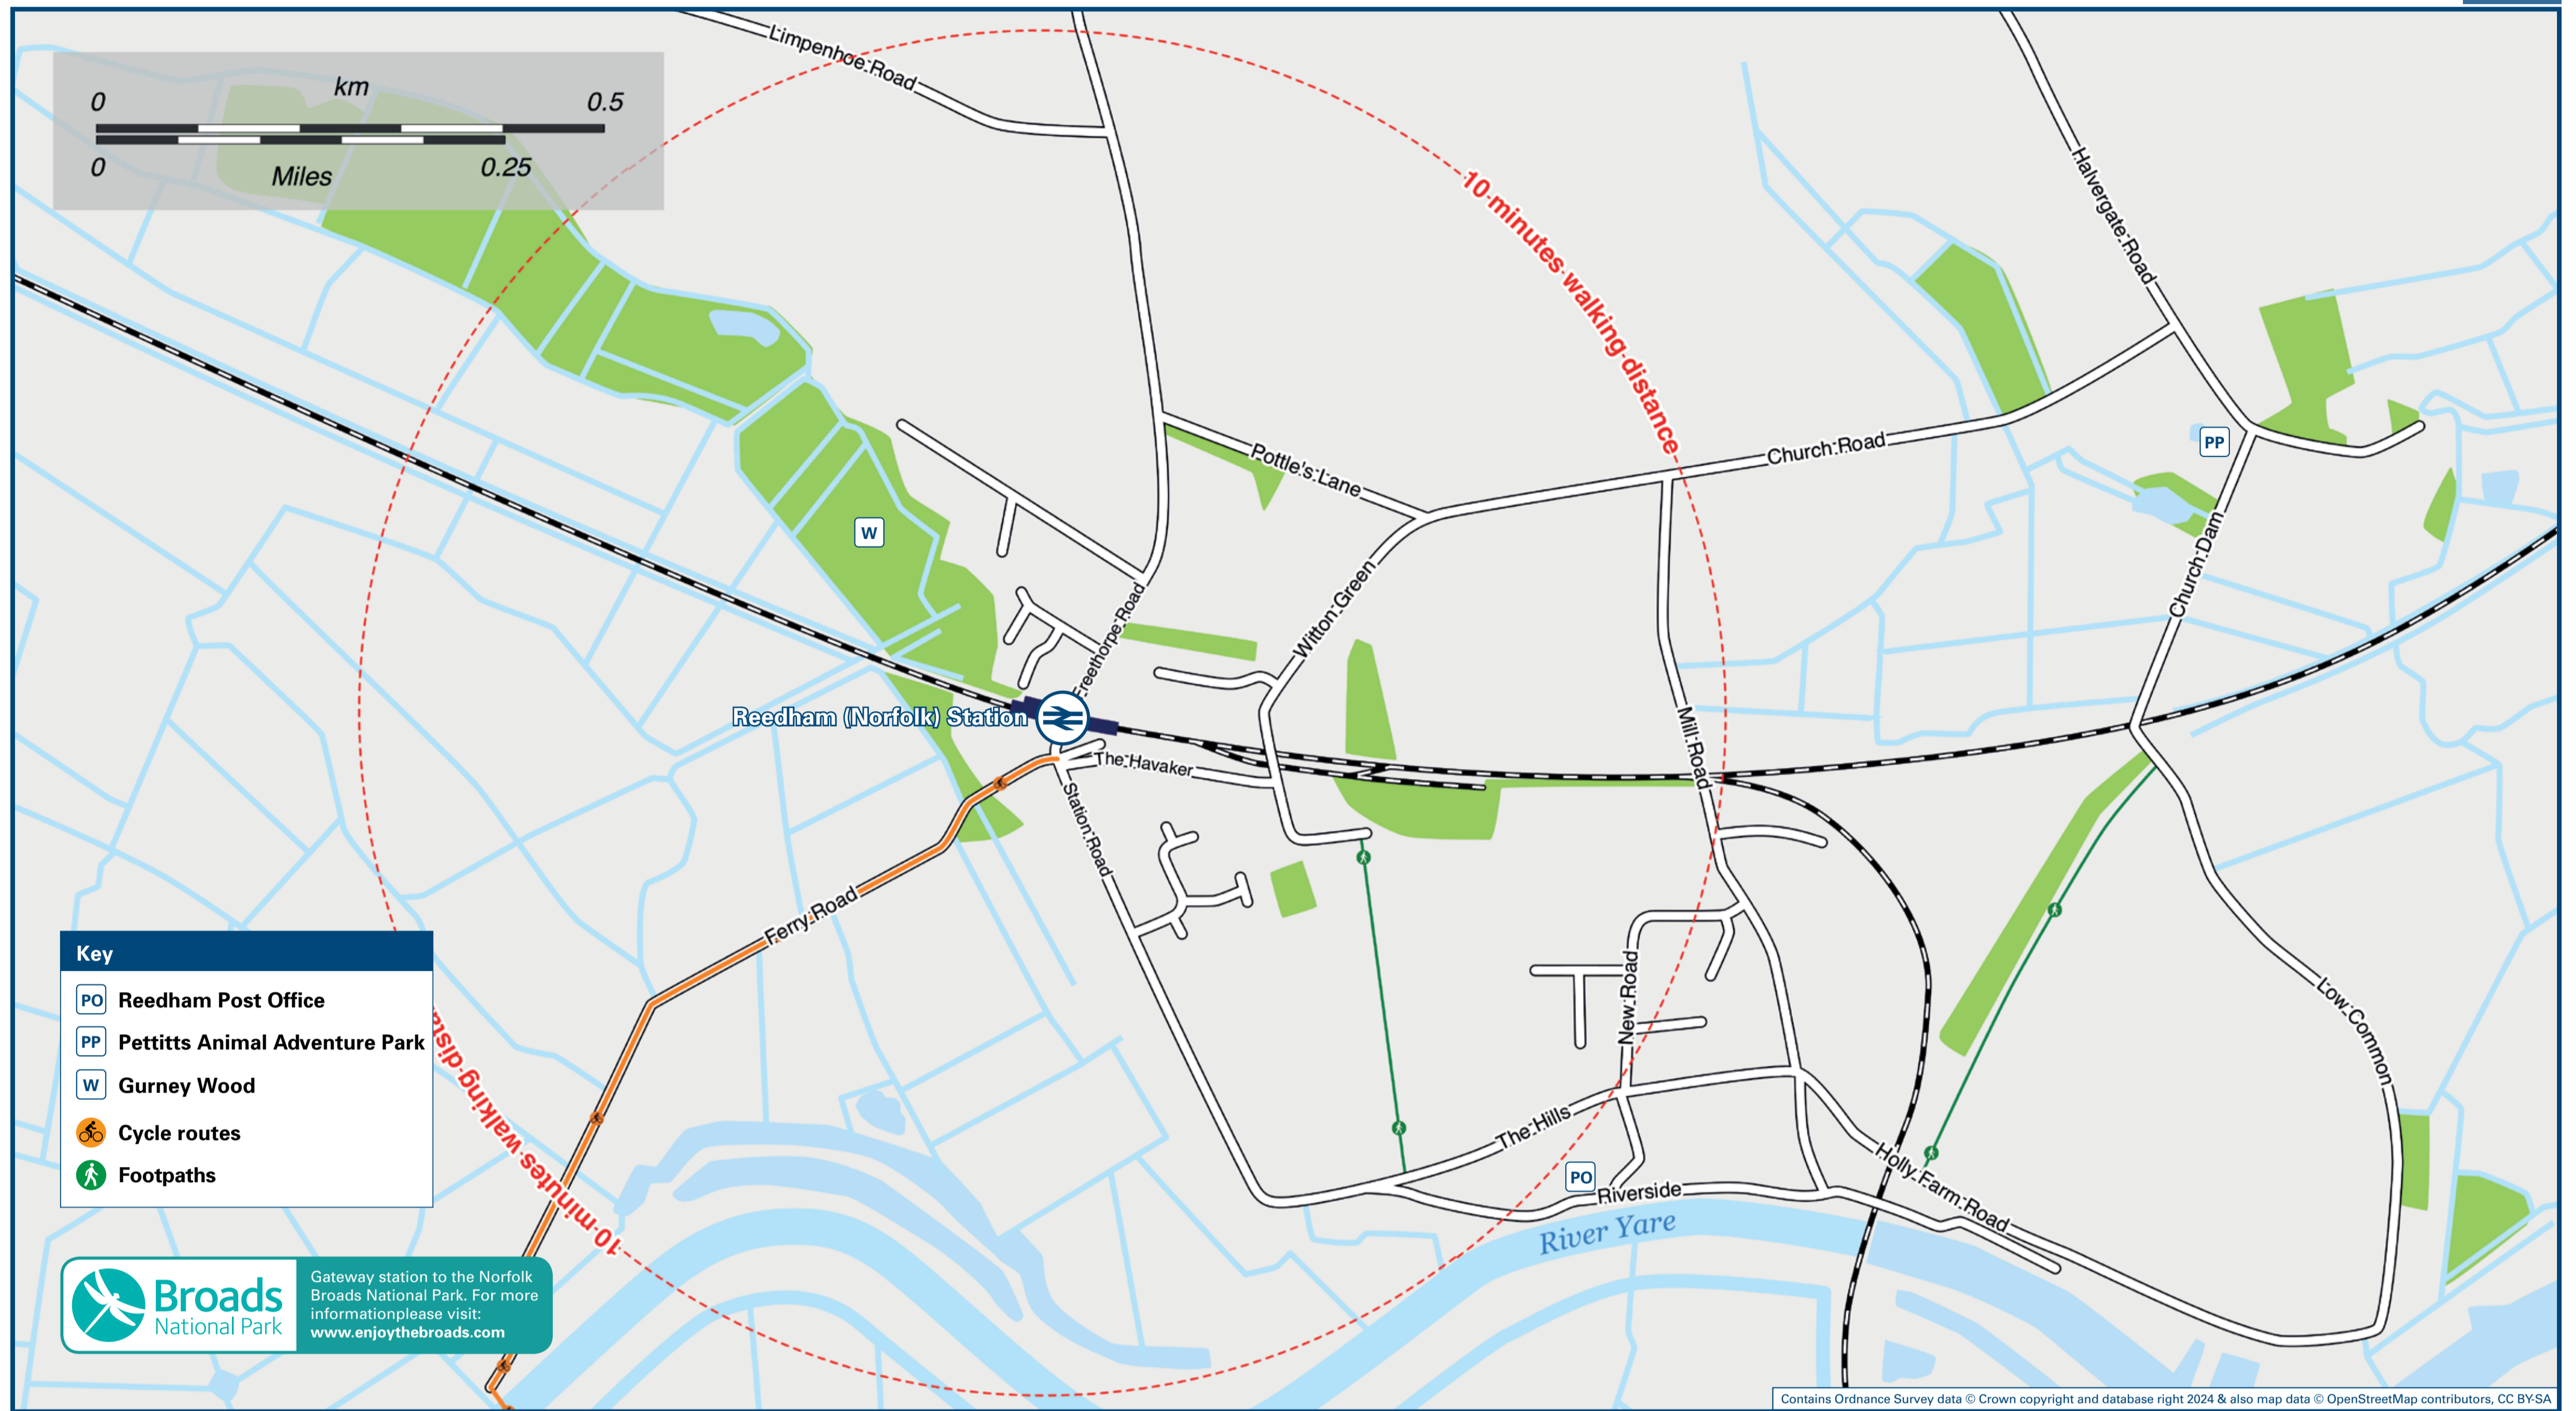 Limpenhoe Road
km
0
0.5
0
0.25
Miles
10 minutes walking distance
Halvergate Road
Pottle's Lane
Church Road
PP
W
Church Dam
Witton Green
Freethorpe Road
Reedham (Norfolk) Station
Mill Road
The Havaker
Station Road
Ferry Road
New Road
Low Common
Key
PO Reedham Post Office
PP Pettitts Animal Adventure Park
W Gurney Wood
Cycle routes
Footpaths
10 minutes walking dista
The Hills
PO
Riverside
Holly Farm Road
River Yare
Broads
National Park
Gateway station to the Norfolk
Broads National Park. For more
informationplease visit:
www.enjoythebroads.com
Contains Ordnance Survey data © Crown copyright and database right 2024 & also map data © OpenStreetMap contributors, CC BY-SA